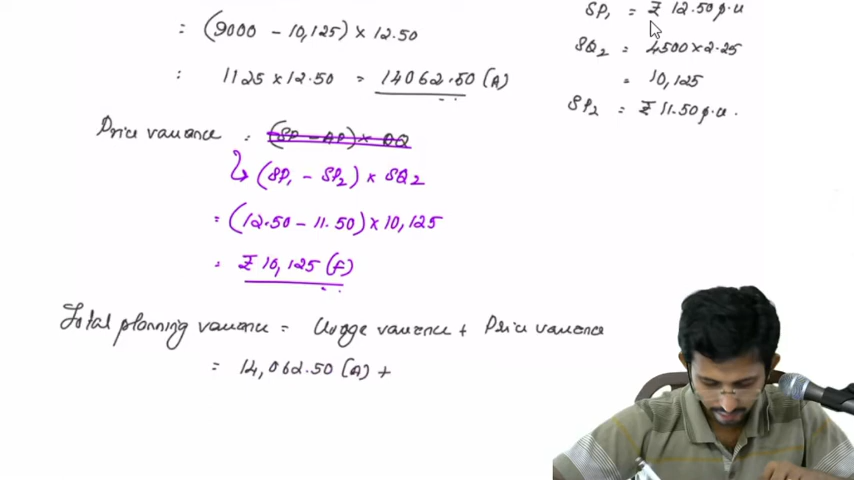 = (9000 - 10,125) × 12.50
: 1125 × 12.50 = 14062.50 (A)
SP₁ = ₹ 12.50 p.u
SQ₂ = 4500 × 2.25
= 10,125
SP₂ = ₹ 11.50 p.u.
Price variance = (SP - AP) × AQ
(SP₁ - SP₂) × SQ₂
= (12.50 - 11.50) × 10,125
= ₹ 10,125 (f)
Total planning variance = Usage variance + Price variance
= 14,062.50 (A) +